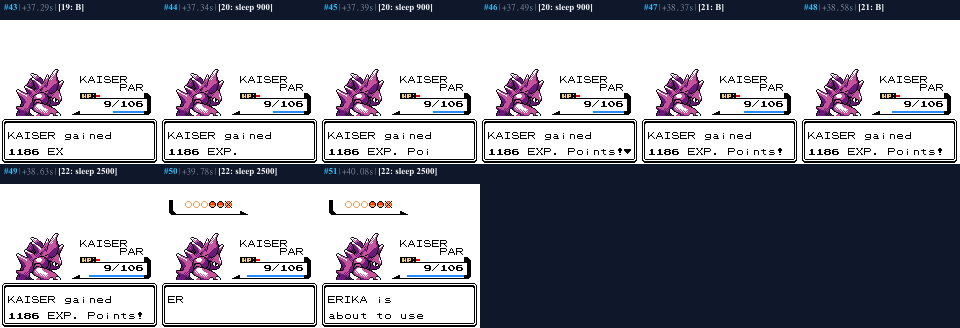 #43|+37.29s| [19: B]
KAISER
PAR
HP:
9/106
KAISER gained
1186 EX
#44|+37.34s| [20: sleep 900]
KAISER
PAR
HP:
9/106
KAISER gained
1186 EXP.
#45|+37.39s| [20: sleep 900]
KAISER
PAR
HP:
9/106
KAISER gained
1186 EXP. Poi
#46|+37.49s| [20: sleep 900]
KAISER
PAR
HP:
9/106
KAISER gained
1186 EXP. Points!▼
#47|+38.37s| [21: B]
KAISER
PAR
HP:
9/106
KAISER gained
1186 EXP. Points!
#48|+38.58s| [21: B]
KAISER
PAR
HP:
9/106
KAISER gained
1186 EXP. Points!
#49|+38.63s| [22: sleep 2500]
KAISER
PAR
HP:
9/106
KAISER gained
1186 EXP. Points!
#50|+39.78s| [22: sleep 2500]
KAISER
PAR
HP:
9/106
ER
#51|+40.08s| [22: sleep 2500]
KAISER
PAR
HP:
9/106
ERIKA is
about to use